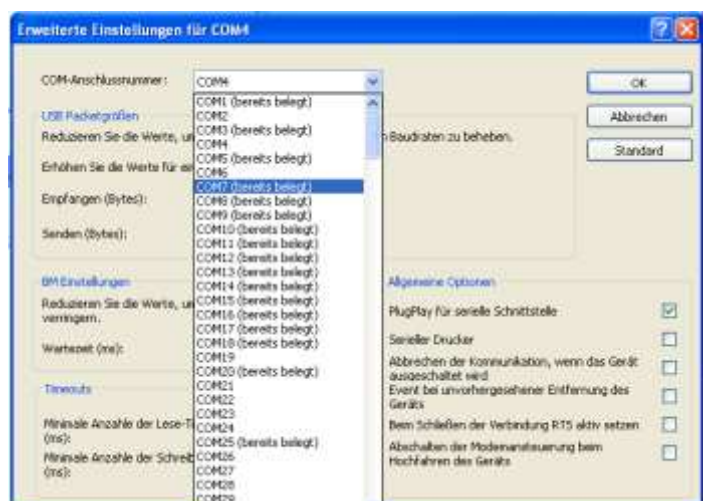 Erweiterte Einstellungen für COM4
COM-Anschlussnummer:
COM4
OK
Abbrechen
Standard
COM1 (bereits belegt)
COM2
COM3 (bereits belegt)
COM4
COM5 (bereits belegt)
COM6
COM7 (bereits belegt)
COM8 (bereits belegt)
COM9 (bereits belegt)
COM10 (bereits belegt)
COM11 (bereits belegt)
COM12 (bereits belegt)
COM13 (bereits belegt)
COM14 (bereits belegt)
COM15 (bereits belegt)
COM16 (bereits belegt)
COM17 (bereits belegt)
COM18 (bereits belegt)
COM19
COM20 (bereits belegt)
COM21
COM22
COM23
COM24
COM25 (bereits belegt)
COM26
COM27
COM28
COM29
USB Packetgrößen
Reduzieren Sie die Werte, un
n Baudraten zu beheben.
Erhöhen Sie die Werte für
Empfangen (Bytes):
Senden (Bytes):
BM Einstellungen
Reduzieren Sie die Werte, un
verringern.
Wartezeit (ms):
Timeouts
Minimale Anzahle der Lese-Ti
(ms):
Minimale Anzahle der Schreib
(ms):
Allgemeine Optionen
PlugPlay für serielle Schnittstelle
Serieller Drucker
Abbrechen der Kommunikation, wenn das Gerät
ausgeschaltet wird
Event bei unvorhergesehener Entfernung des
Geräts
Beim Schließen der Verbindung RTS aktiv setzen
Abschalten der Modemansteuerung beim
Hochfahren des Geräts